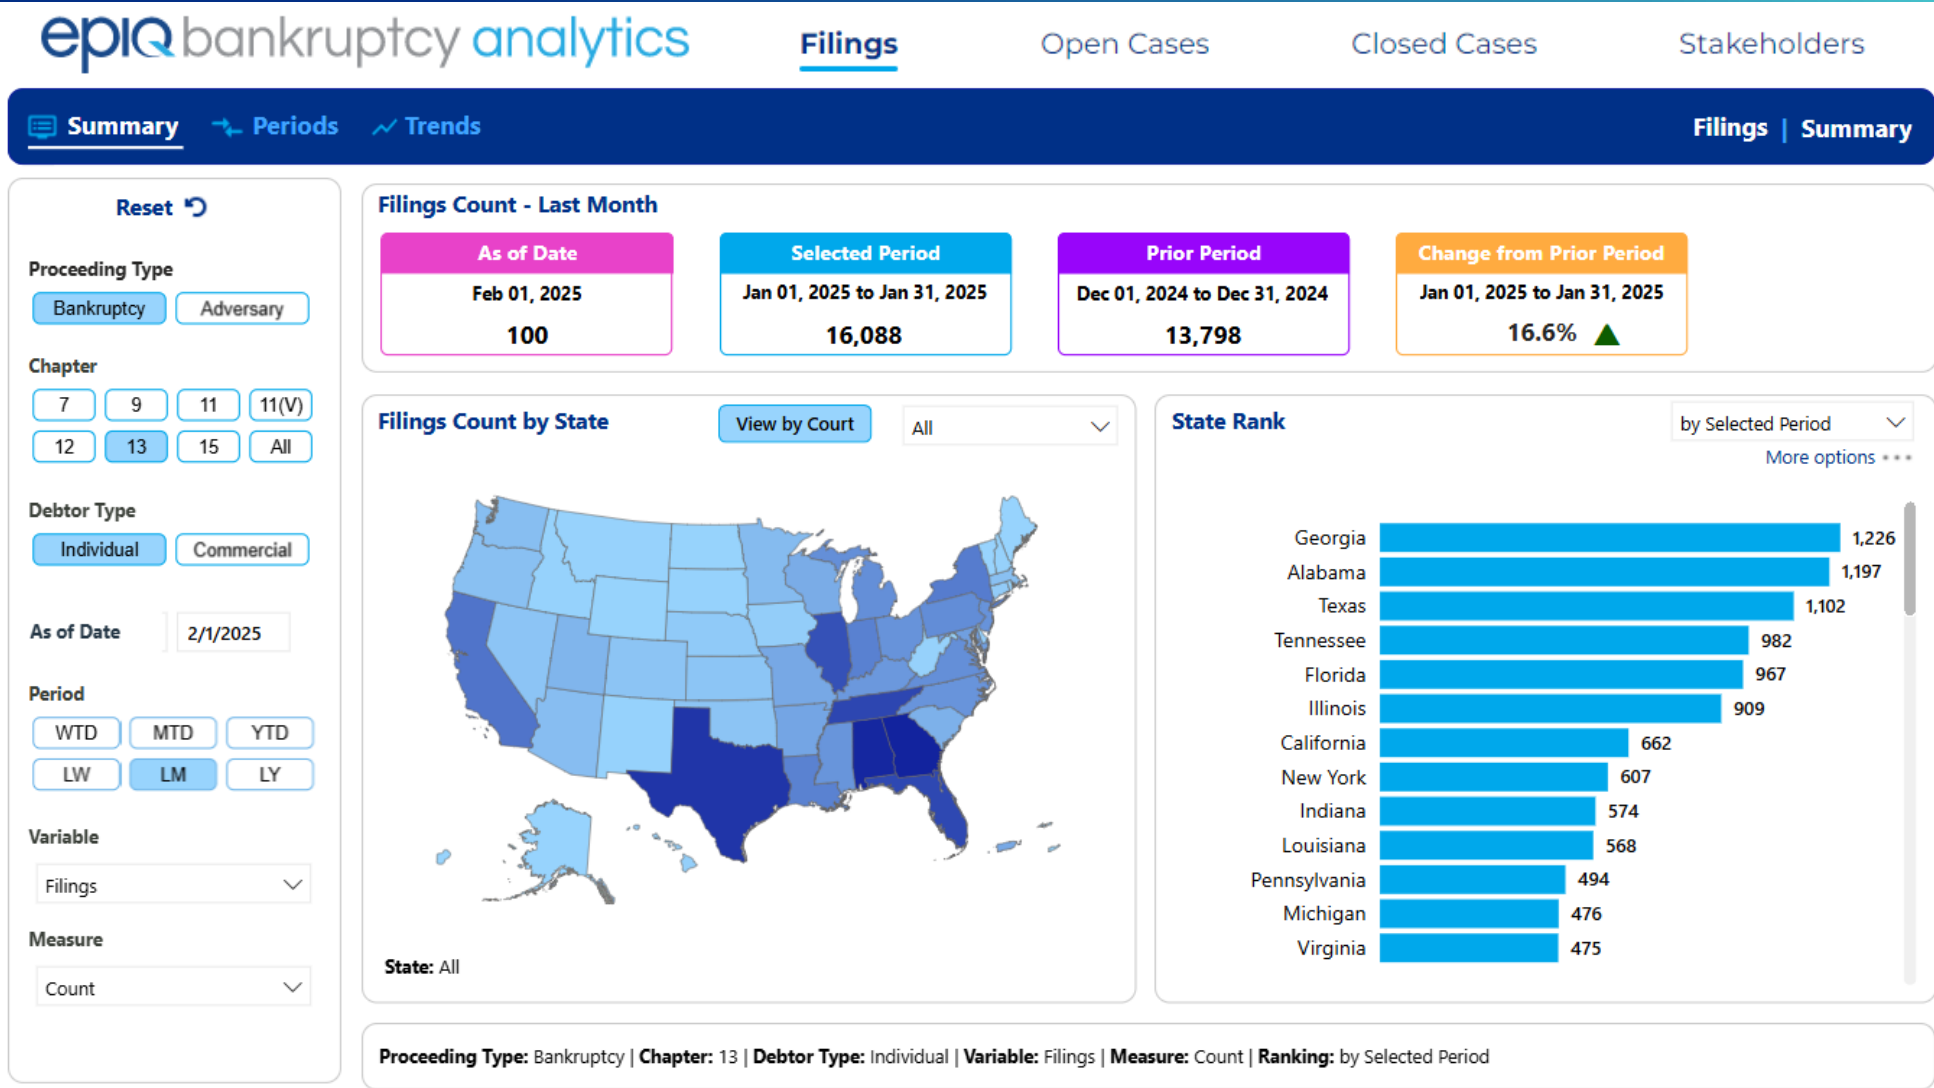 epiq bankruptcy analytics
Filings
Open Cases
Closed Cases
Stakeholders
Summary
Periods
Trends
Filings | Summary
Reset
Proceeding Type
Bankruptcy
Adversary
Chapter
7
9
11
11(V)
12
13
15
All
Debtor Type
Individual
Commercial
As of Date
2/1/2025
Period
WTD
MTD
YTD
LW
LM
LY
Variable
Filings
Measure
Count
Filings Count - Last Month
As of Date
Feb 01, 2025
100
Selected Period
Jan 01, 2025 to Jan 31, 2025
16,088
Prior Period
Dec 01, 2024 to Dec 31, 2024
13,798
Change from Prior Period
Jan 01, 2025 to Jan 31, 2025
16.6%
Filings Count by State
View by Court
All
State: All
State Rank
by Selected Period
More options
Georgia 1,226
Alabama 1,197
Texas 1,102
Tennessee 982
Florida 967
Illinois 909
California 662
New York 607
Indiana 574
Louisiana 568
Pennsylvania 494
Michigan 476
Virginia 475
Proceeding Type: Bankruptcy | Chapter: 13 | Debtor Type: Individual | Variable: Filings | Measure: Count | Ranking: by Selected Period